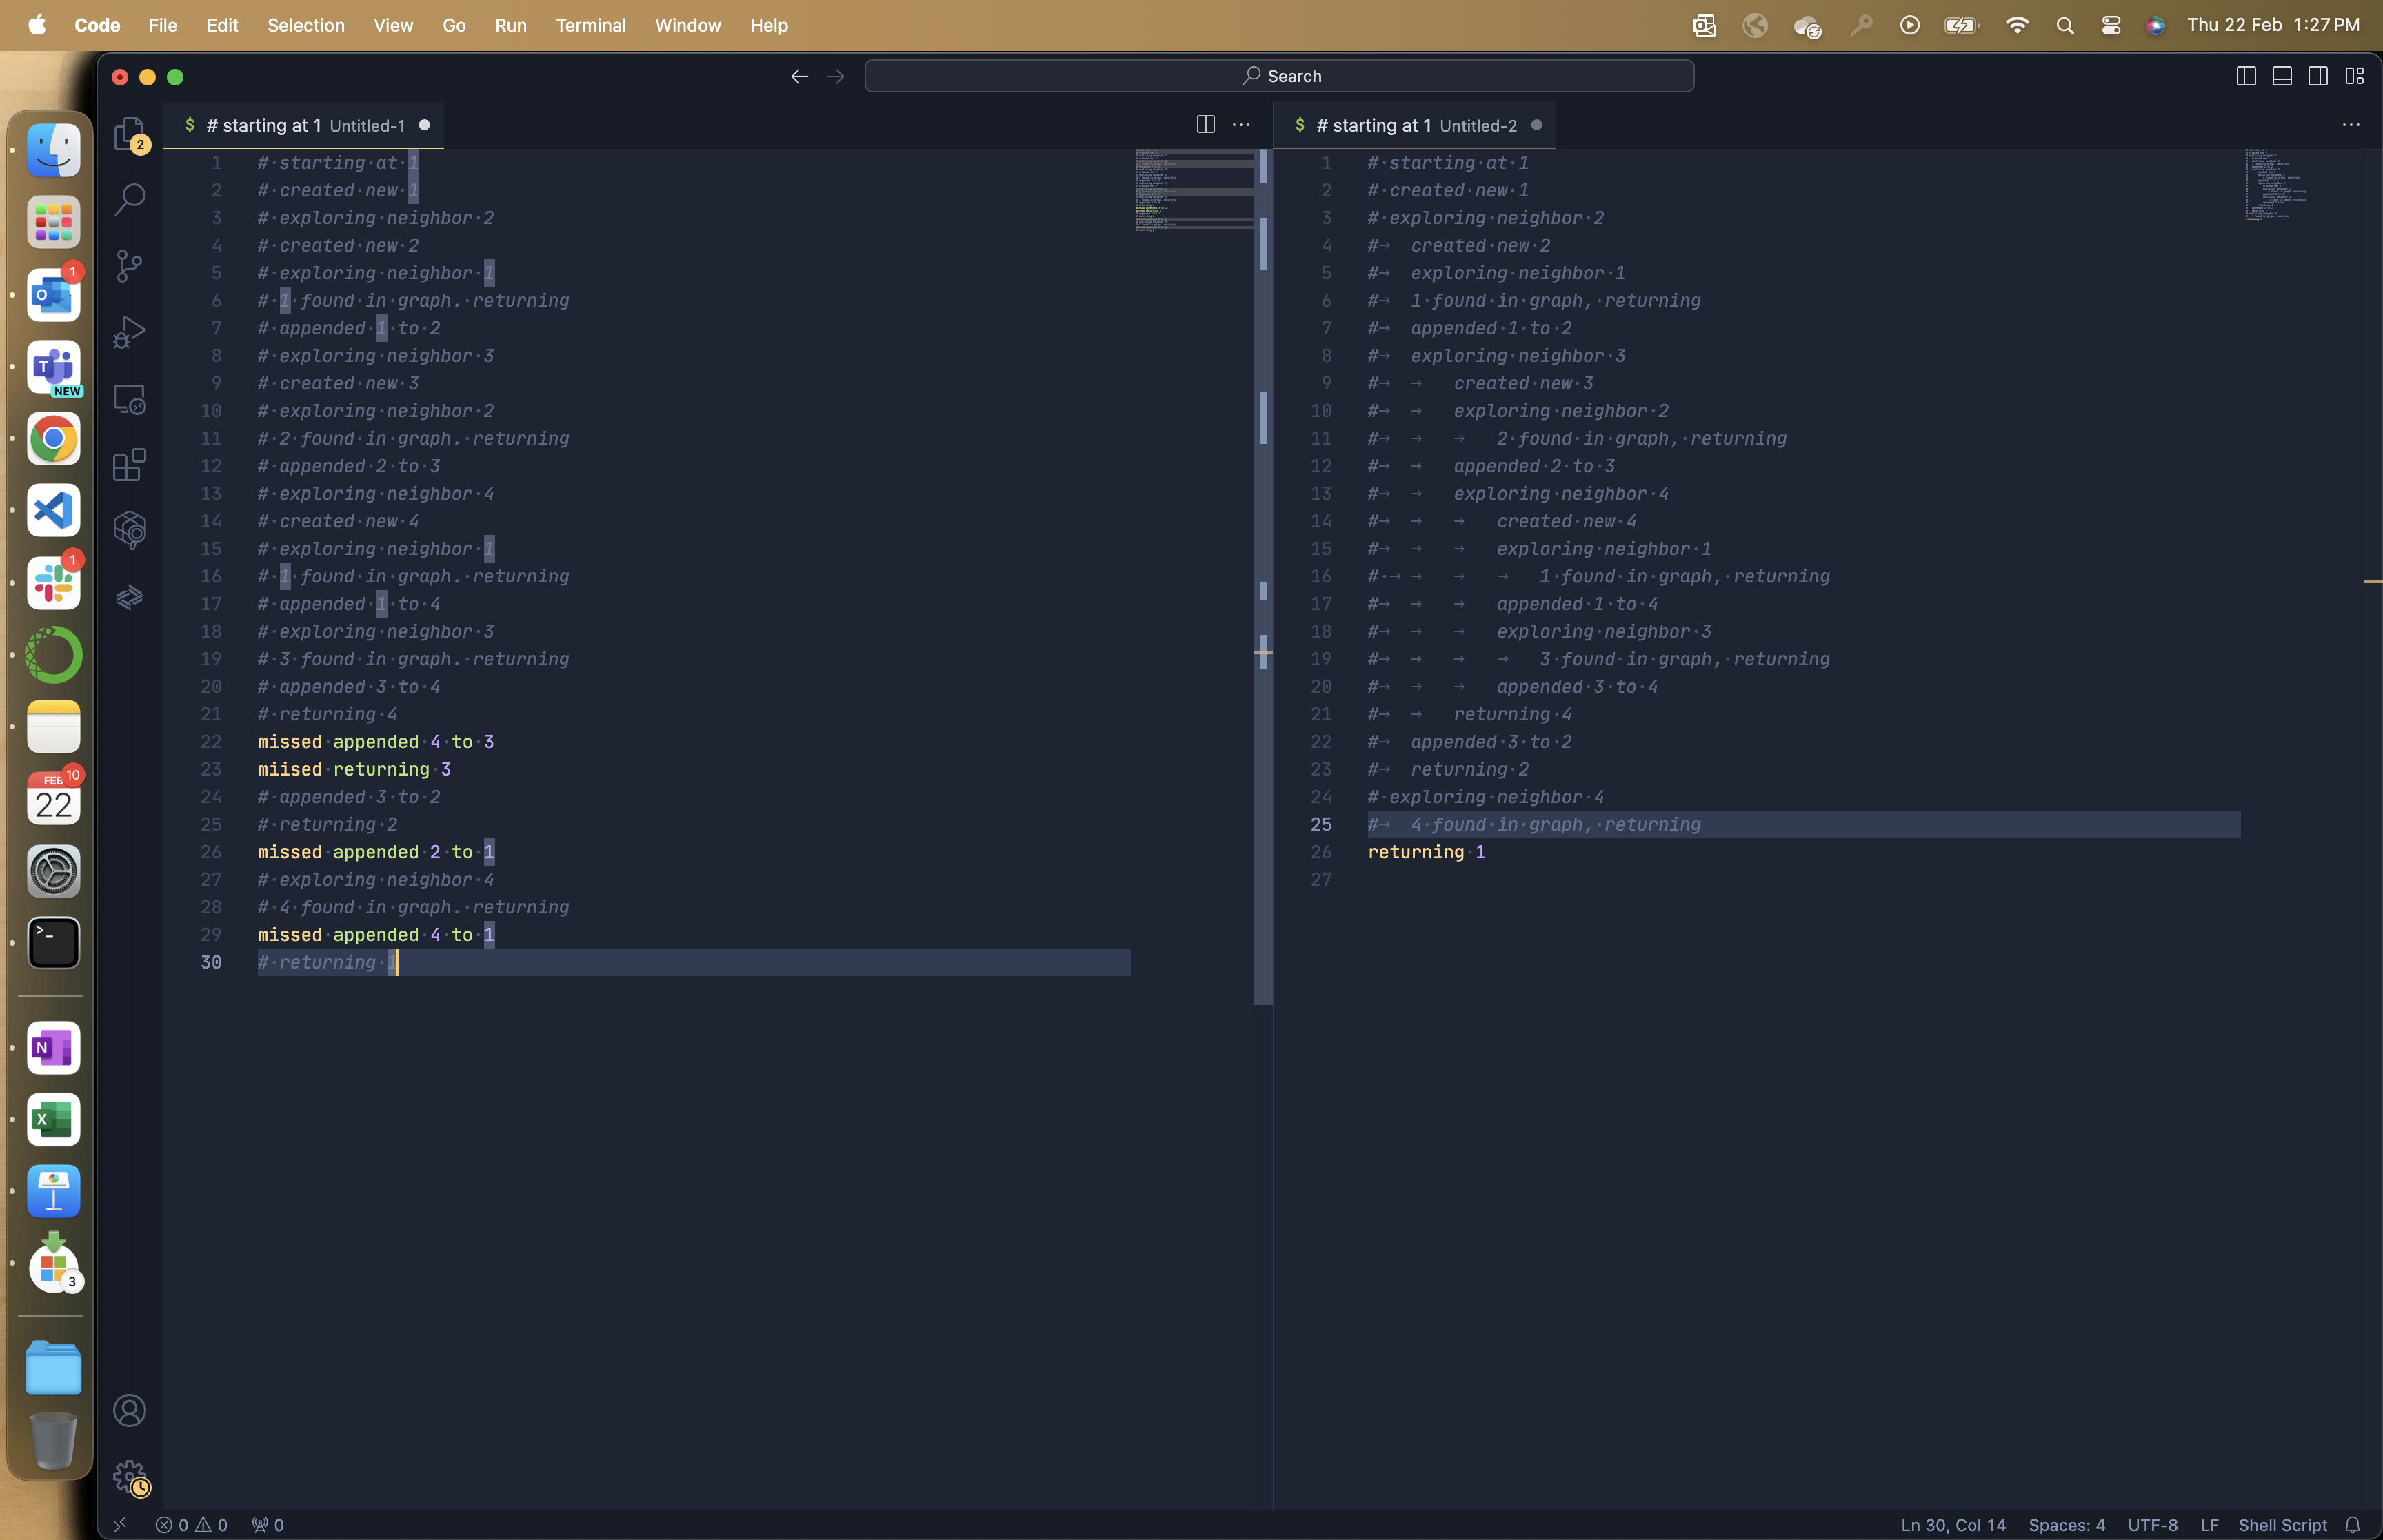 Code File Edit Selection View Go Run Terminal Window Help Thu 22 Feb 1:27 PM
Search
$ # starting at 1 Untitled-1
1 # starting at 1
2 # created new 1
3 # exploring neighbor 2
4 # created new 2
5 # exploring neighbor 1
6 # 1 found in graph. returning
7 # appended 1 to 2
8 # exploring neighbor 3
9 # created new 3
10 # exploring neighbor 2
11 # 2 found in graph. returning
12 # appended 2 to 3
13 # exploring neighbor 4
14 # created new 4
15 # exploring neighbor 1
16 # 1 found in graph. returning
17 # appended 1 to 4
18 # exploring neighbor 3
19 # 3 found in graph. returning
20 # appended 3 to 4
21 # returning 4
22 missed appended 4 to 3
23 miised returning 3
24 # appended 3 to 2
25 # returning 2
26 missed appended 2 to 1
27 # exploring neighbor 4
28 # 4 found in graph. returning
29 missed appended 4 to 1
30 # returning 1
$ # starting at 1 Untitled-2
1 # starting at 1
2 # created new 1
3 # exploring neighbor 2
4 # created new 2
5 # exploring neighbor 1
6 # 1 found in graph, returning
7 # appended 1 to 2
8 # exploring neighbor 3
9 # created new 3
10 # exploring neighbor 2
11 # 2 found in graph, returning
12 # appended 2 to 3
13 # exploring neighbor 4
14 # created new 4
15 # exploring neighbor 1
16 # 1 found in graph, returning
17 # appended 1 to 4
18 # exploring neighbor 3
19 # 3 found in graph, returning
20 # appended 3 to 4
21 # returning 4
22 # appended 3 to 2
23 # returning 2
24 # exploring neighbor 4
25 # 4 found in graph, returning
26 returning 1
27
2
1
NEW
1
FEB 10
22
3
0 0 0
Ln 30, Col 14 Spaces: 4 UTF-8 LF Shell Script